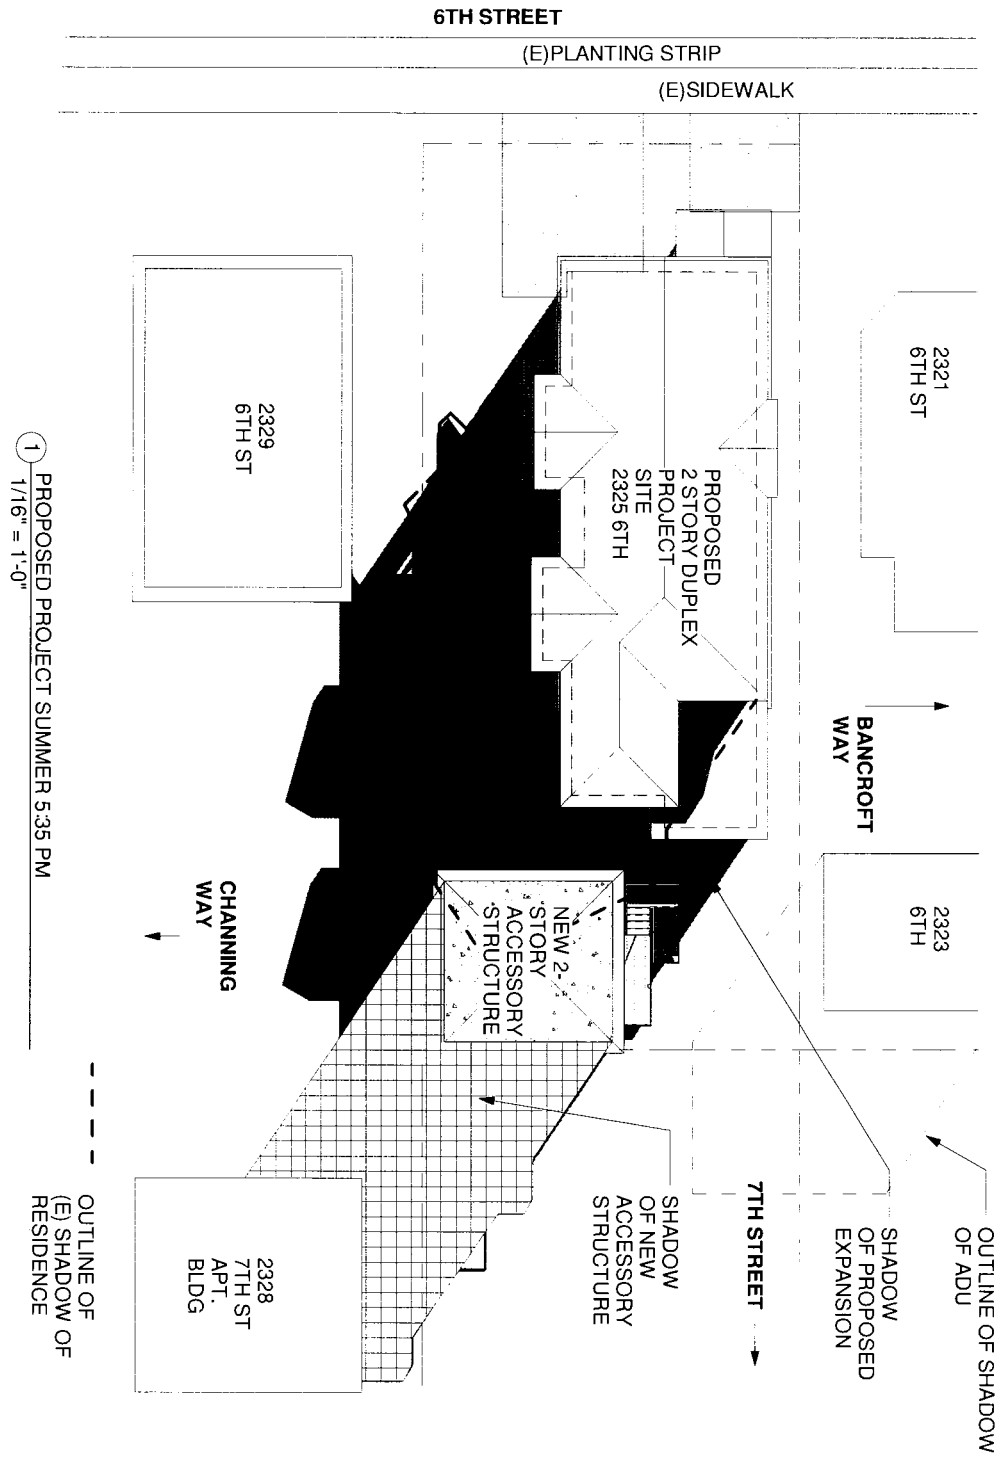 6TH STREET
(E)PLANTING STRIP
(E)SIDEWALK
2321
6TH ST
2329
6TH ST
PROPOSED
2 STORY DUPLEX
PROJECT
SITE
2325 6TH
BANCROFT
WAY
2323
6TH
CHANNING
WAY
NEW 2-
STORY
ACCESSORY
STRUCTURE
1
PROPOSED PROJECT SUMMER 5:35 PM
1/16" = 1'-0"
OUTLINE OF
(E) SHADOW OF
RESIDENCE
2328
7TH ST
APT.
BLDG
SHADOW
OF NEW
ACCESSORY
STRUCTURE
7TH STREET
SHADOW
OF PROPOSED
EXPANSION
OUTLINE OF SHADOW
OF ADU